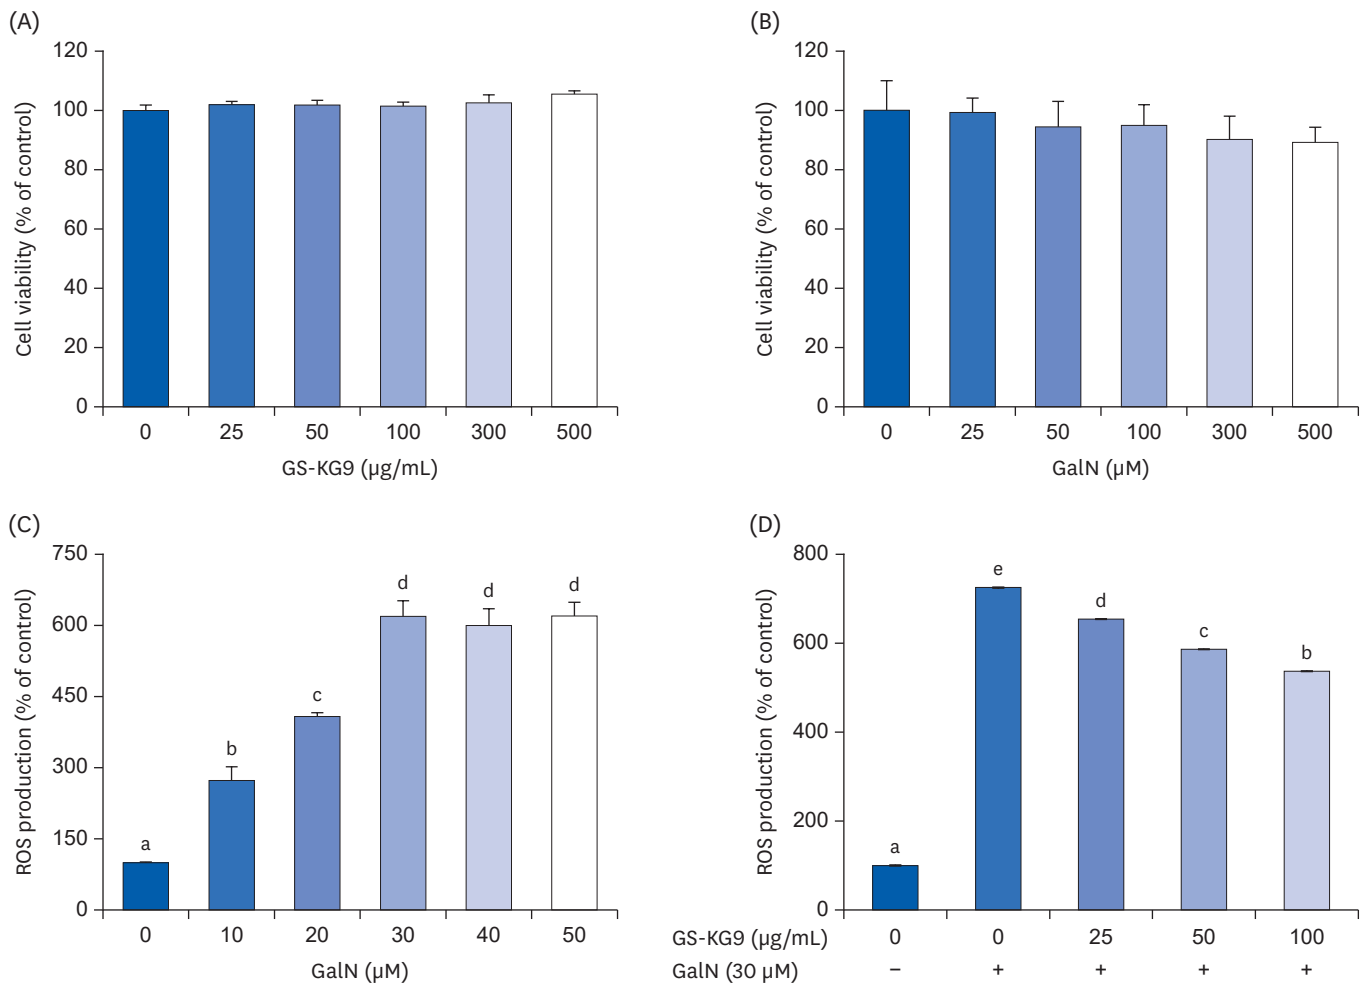 (A)
Cell viability (% of control)
120
100
80
60
40
20
0
0 25 50 100 300 500
GS-KG9 (µg/mL)
(B)
Cell viability (% of control)
120
100
80
60
40
20
0
0 25 50 100 300 500
GalN (µM)
(C)
ROS production (% of control)
750
600
450
300
150
0
a b c d d d
0 10 20 30 40 50
GalN (µM)
(D)
ROS production (% of control)
800
600
400
200
0
a e d c b
GS-KG9 (µg/mL) 0 0 25 50 100
GalN (30 µM) – + + + +